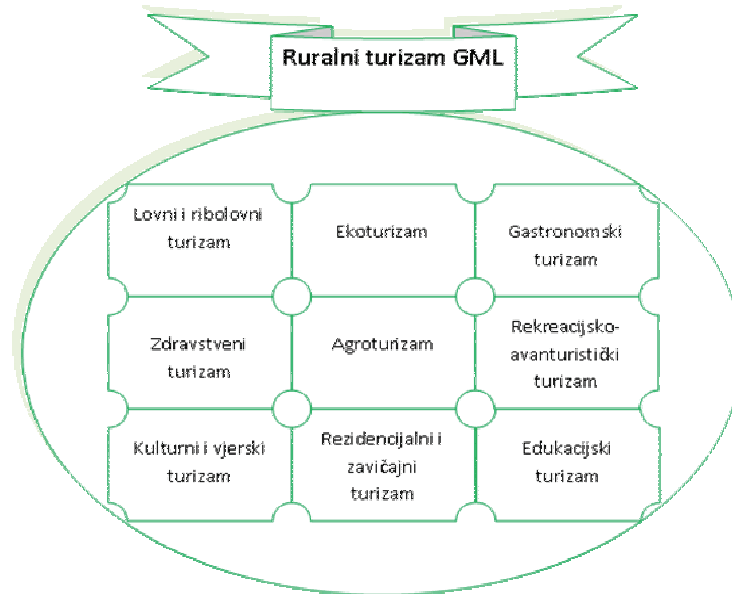 Ruralni turizam GML
Lovni i ribolovni
turizam
Ekoturizam
Gastronomski
turizam
Zdravstveni
turizam
Agroturizam
Rekreacijsko-
avanturistički
turizam
Kulturni i vjerski
turizam
Rezidencijalni i
zavičajni
turizam
Edukacijski
turizam